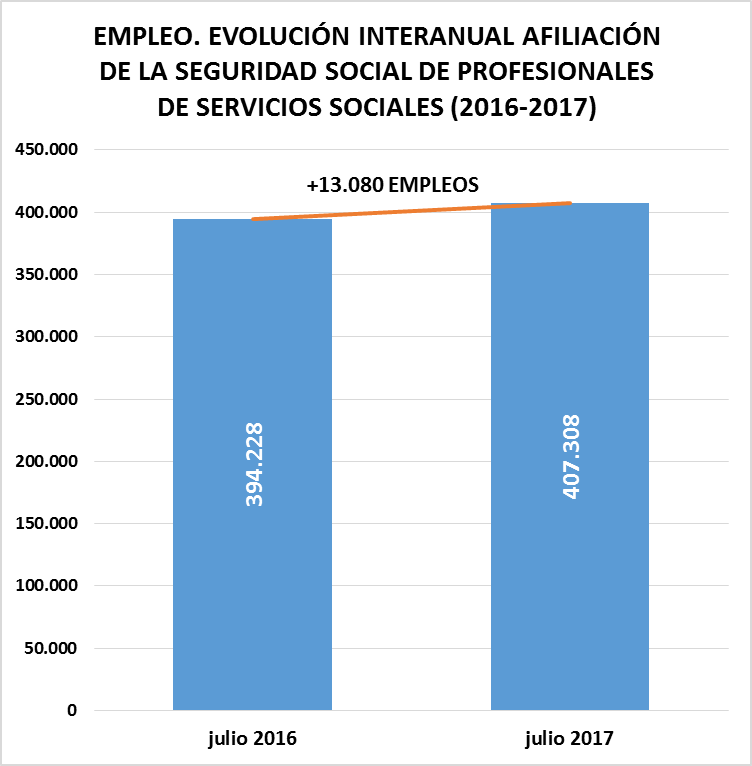 EMPLEO. EVOLUCIÓN INTERANUAL AFILIACIÓN
DE LA SEGURIDAD SOCIAL DE PROFESIONALES
DE SERVICIOS SOCIALES (2016-2017)
450.000
+13.080 EMPLEOS
400.000
350.000
300.000
250.000
200.000
150.000
100.000
50.000
0
394.228
407.308
julio 2016
julio 2017